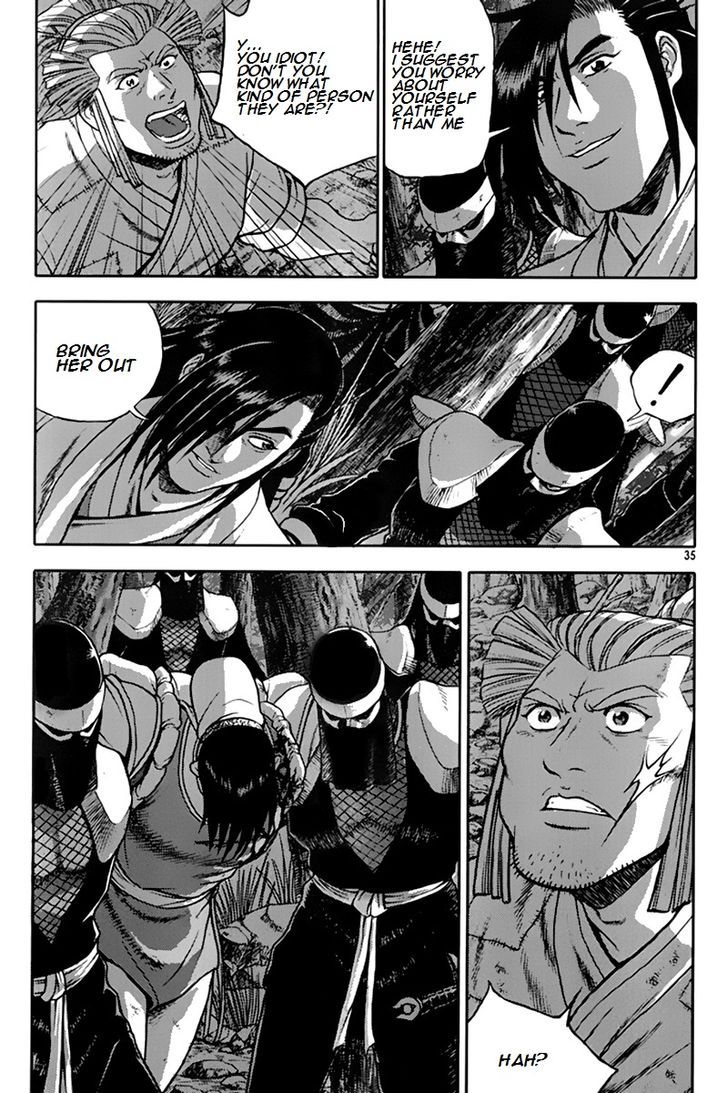 Y...
YOU IDIOT!
DON'T YOU
KNOW WHAT
KIND OF PERSON
THEY ARE?!
HEHE!
I SUGGEST
YOU WORRY
ABOUT
YOURSELF
RATHER
THAN ME
BRING
HER OUT
!
35
HAH?